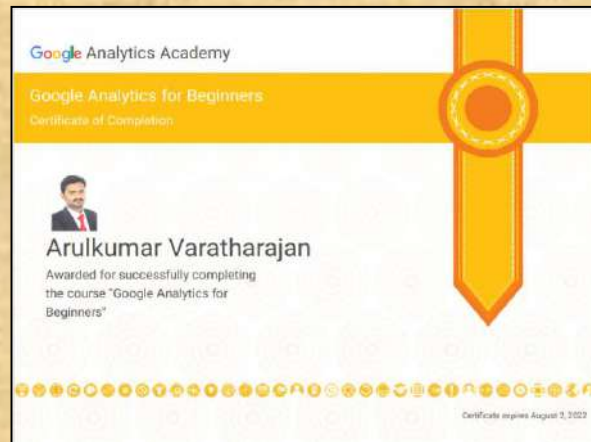 Google Analytics Academy
Google Analytics for Beginners
Certificate of Completion
Arulkumar Varatharajan
Awarded for successfully completing
the course "Google Analytics for
Beginners"
Certificate expires August 2, 2022